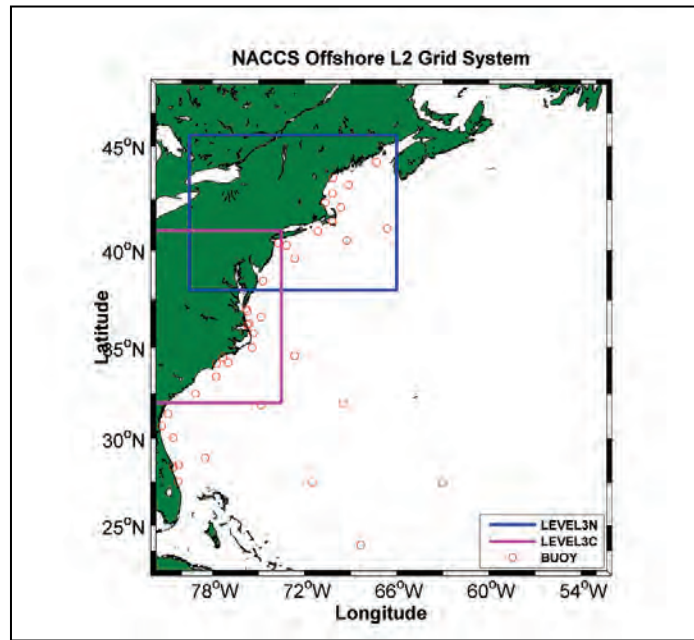 NACCS Offshore L2 Grid System
45°N
40°N
35°N
30°N
25°N
Latitude
LEVEL3N
LEVEL3C
BUOY
78°W
72°W
66°W
60°W
54°W
Longitude